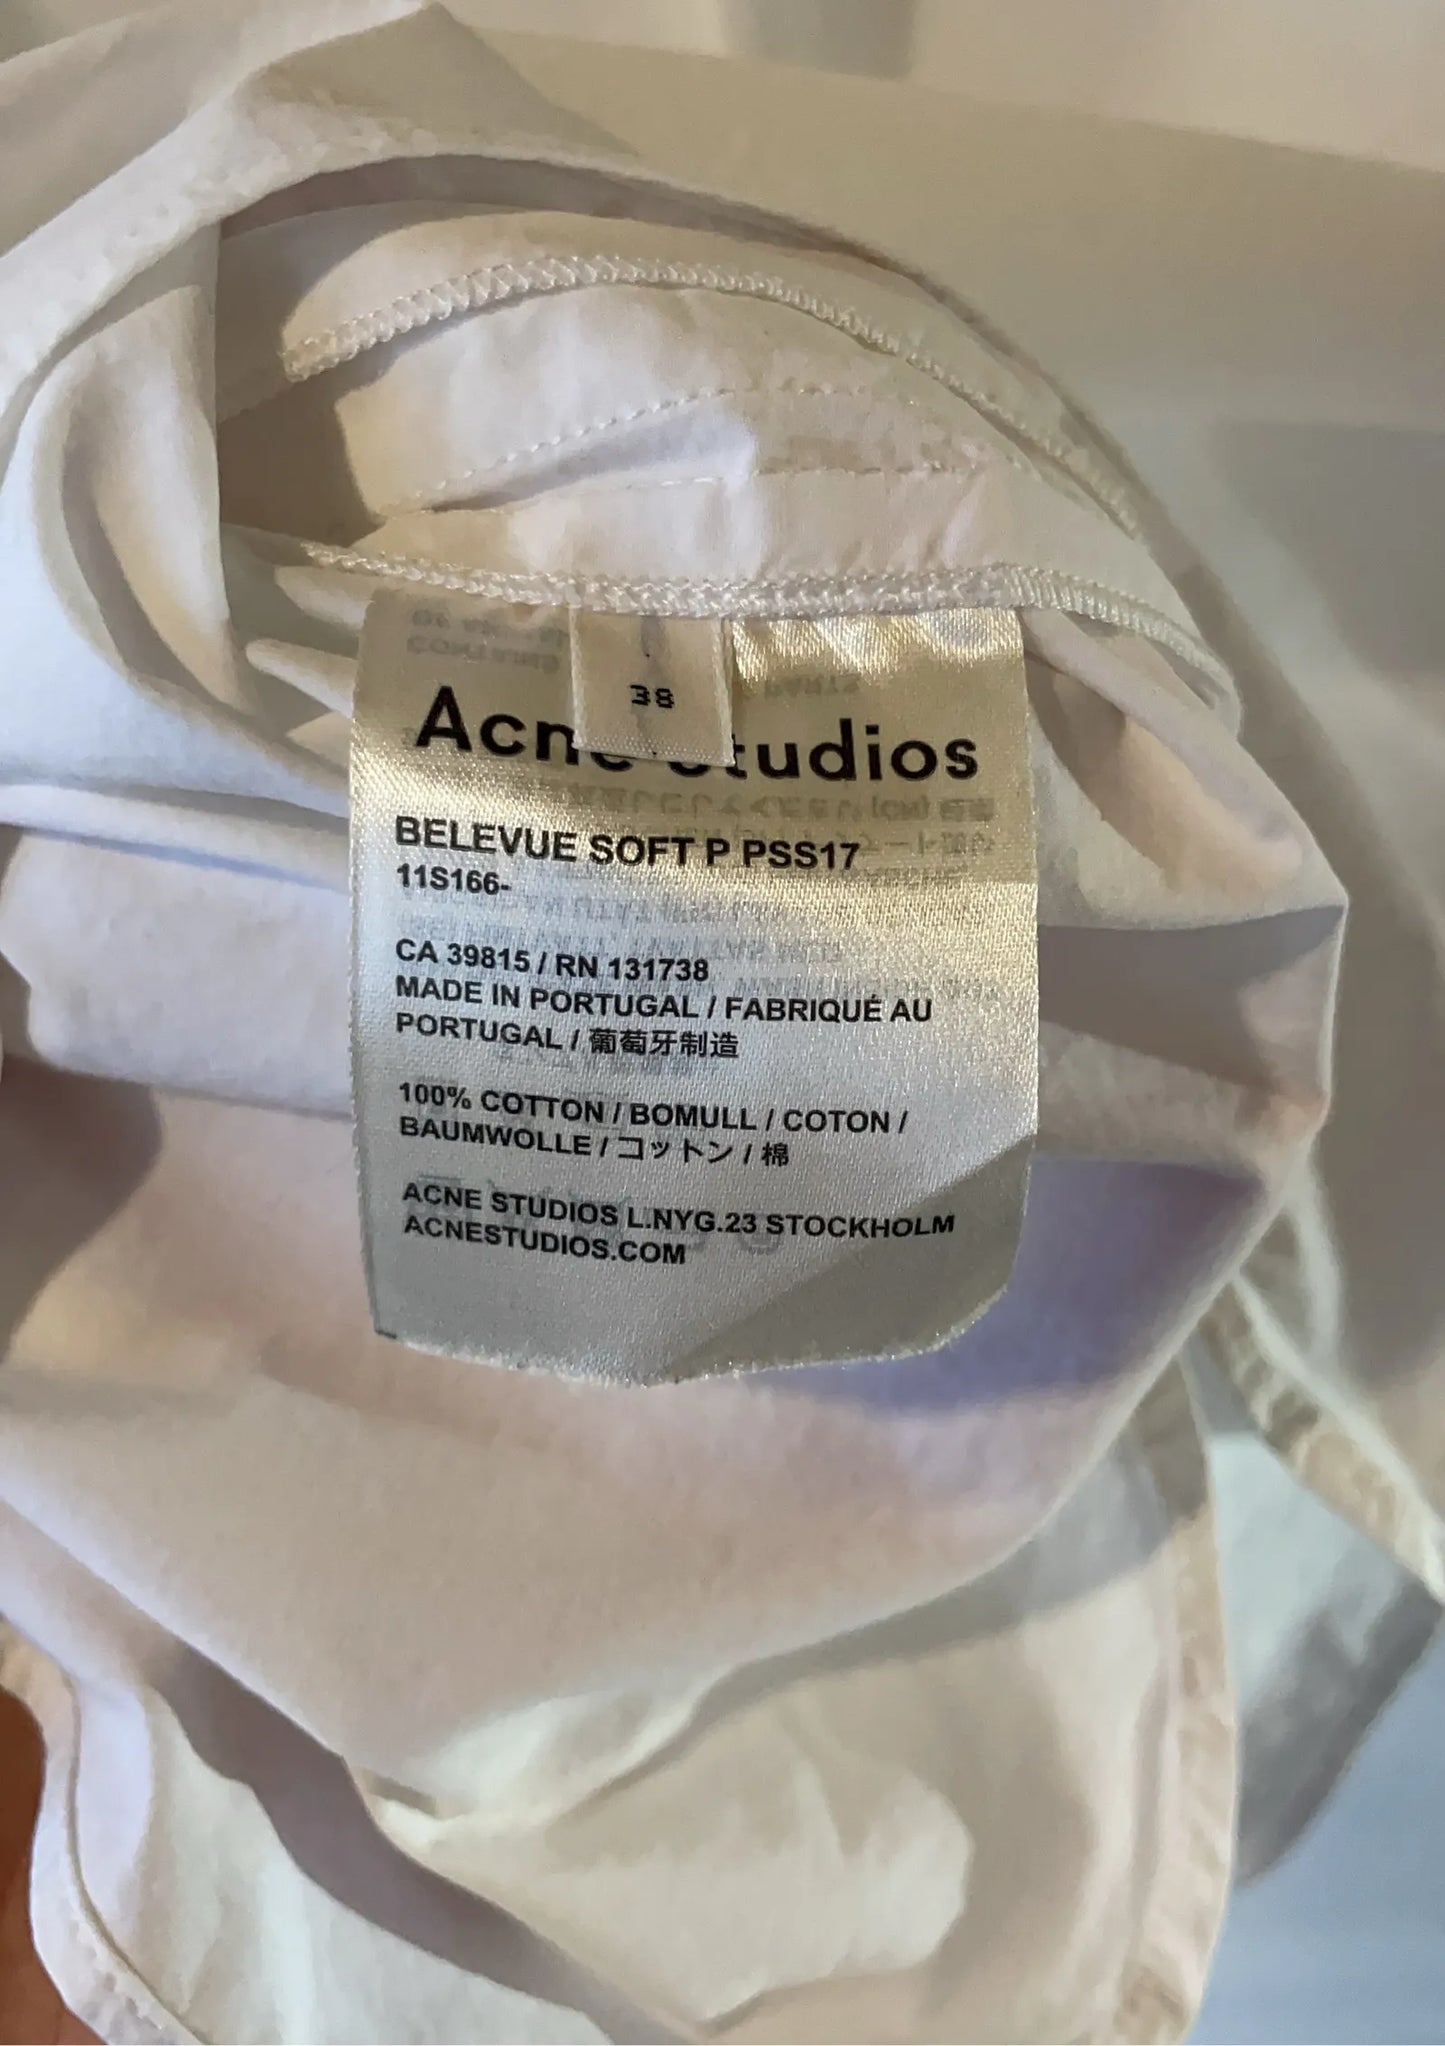 38
Acne Studios
BELEVUE SOFT P PSS17
11S166-
CA 39815 / RN 131738
MADE IN PORTUGAL / FABRIQUÉ AU
PORTUGAL / 葡萄牙制造
100% COTTON / BOMULL / COTON /
BAUMWOLLE / コットン / 棉
ACNE STUDIOS L.NYG.23 STOCKHOLM
ACNESTUDIOS.COM